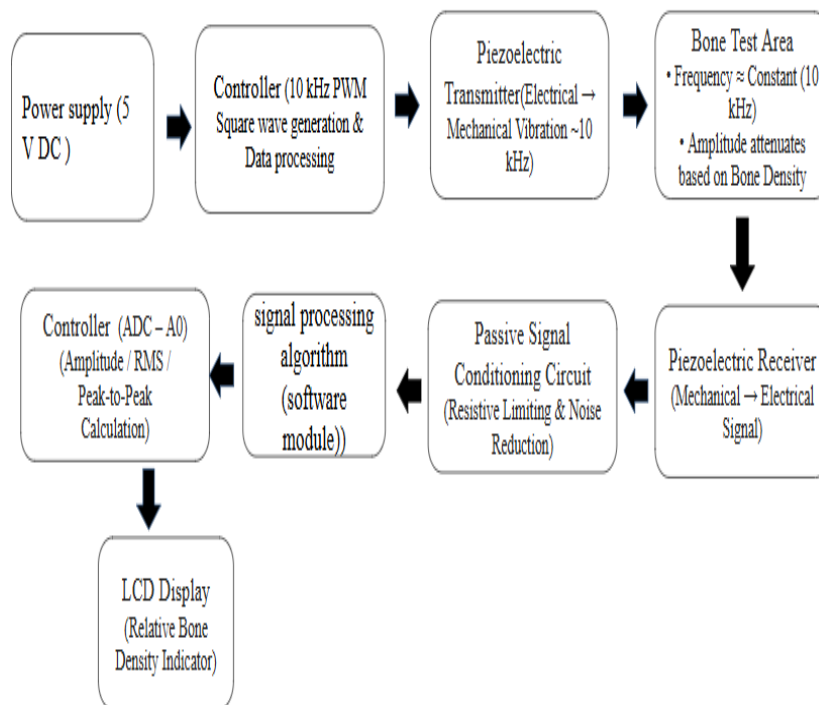 Power supply (5
V DC )
Controller (10 kHz PWM
Square wave generation &
Data processing
Piezoelectric
Transmitter(Electrical →
Mechanical Vibration ~10
kHz)
Bone Test Area
• Frequency ≈ Constant (10
kHz)
• Amplitude attenuates
based on Bone Density
Piezoelectric Receiver
(Mechanical → Electrical
Signal)
Passive Signal
Conditioning Circuit
(Resistive Limiting & Noise
Reduction)
signal processing
algorithm
(software
module))
Controller (ADC – A0)
(Amplitude / RMS /
Peak-to-Peak
Calculation)
LCD Display
(Relative Bone
Density Indicator)